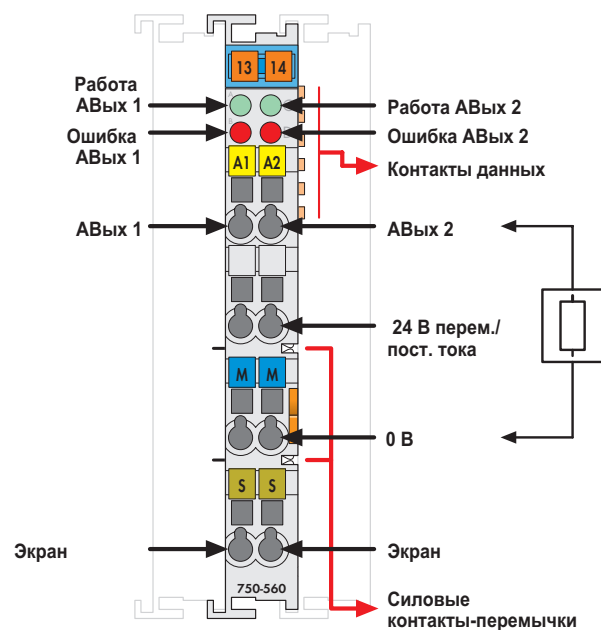 13 14
Работа
АВых 1
Работа АВых 2
Ошибка
АВых 1
Ошибка АВых 2
A1 A2
Контакты данных
АВых 1
АВых 2
24 В перем./
пост. тока
M M
0 В
S S
Экран
Экран
750-560
Силовые
контакты-перемычки